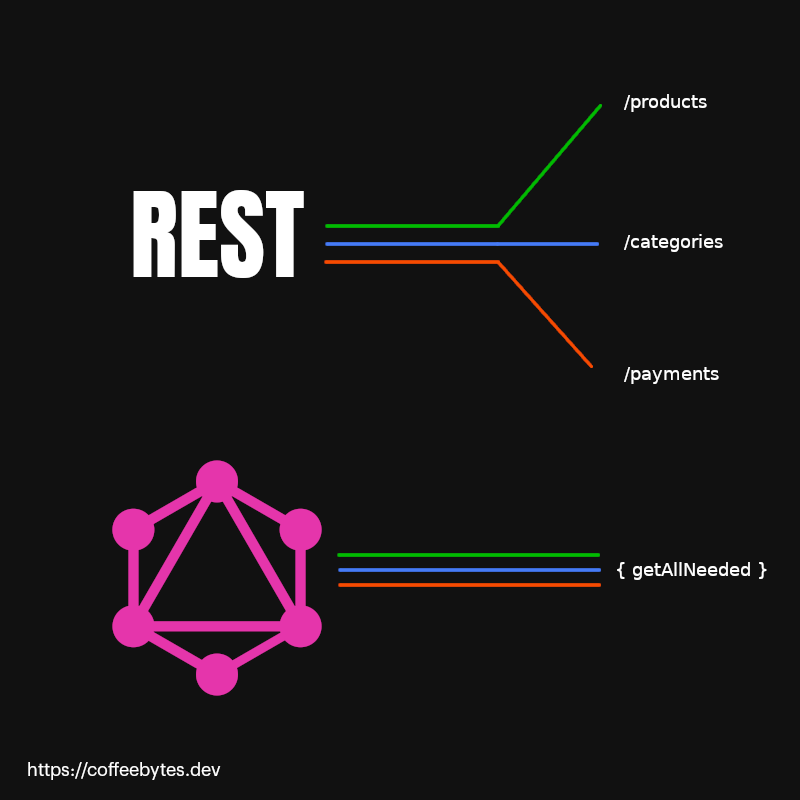 /products
REST
/categories
/payments
{ getAllNeeded }
https://coffeebytes.dev